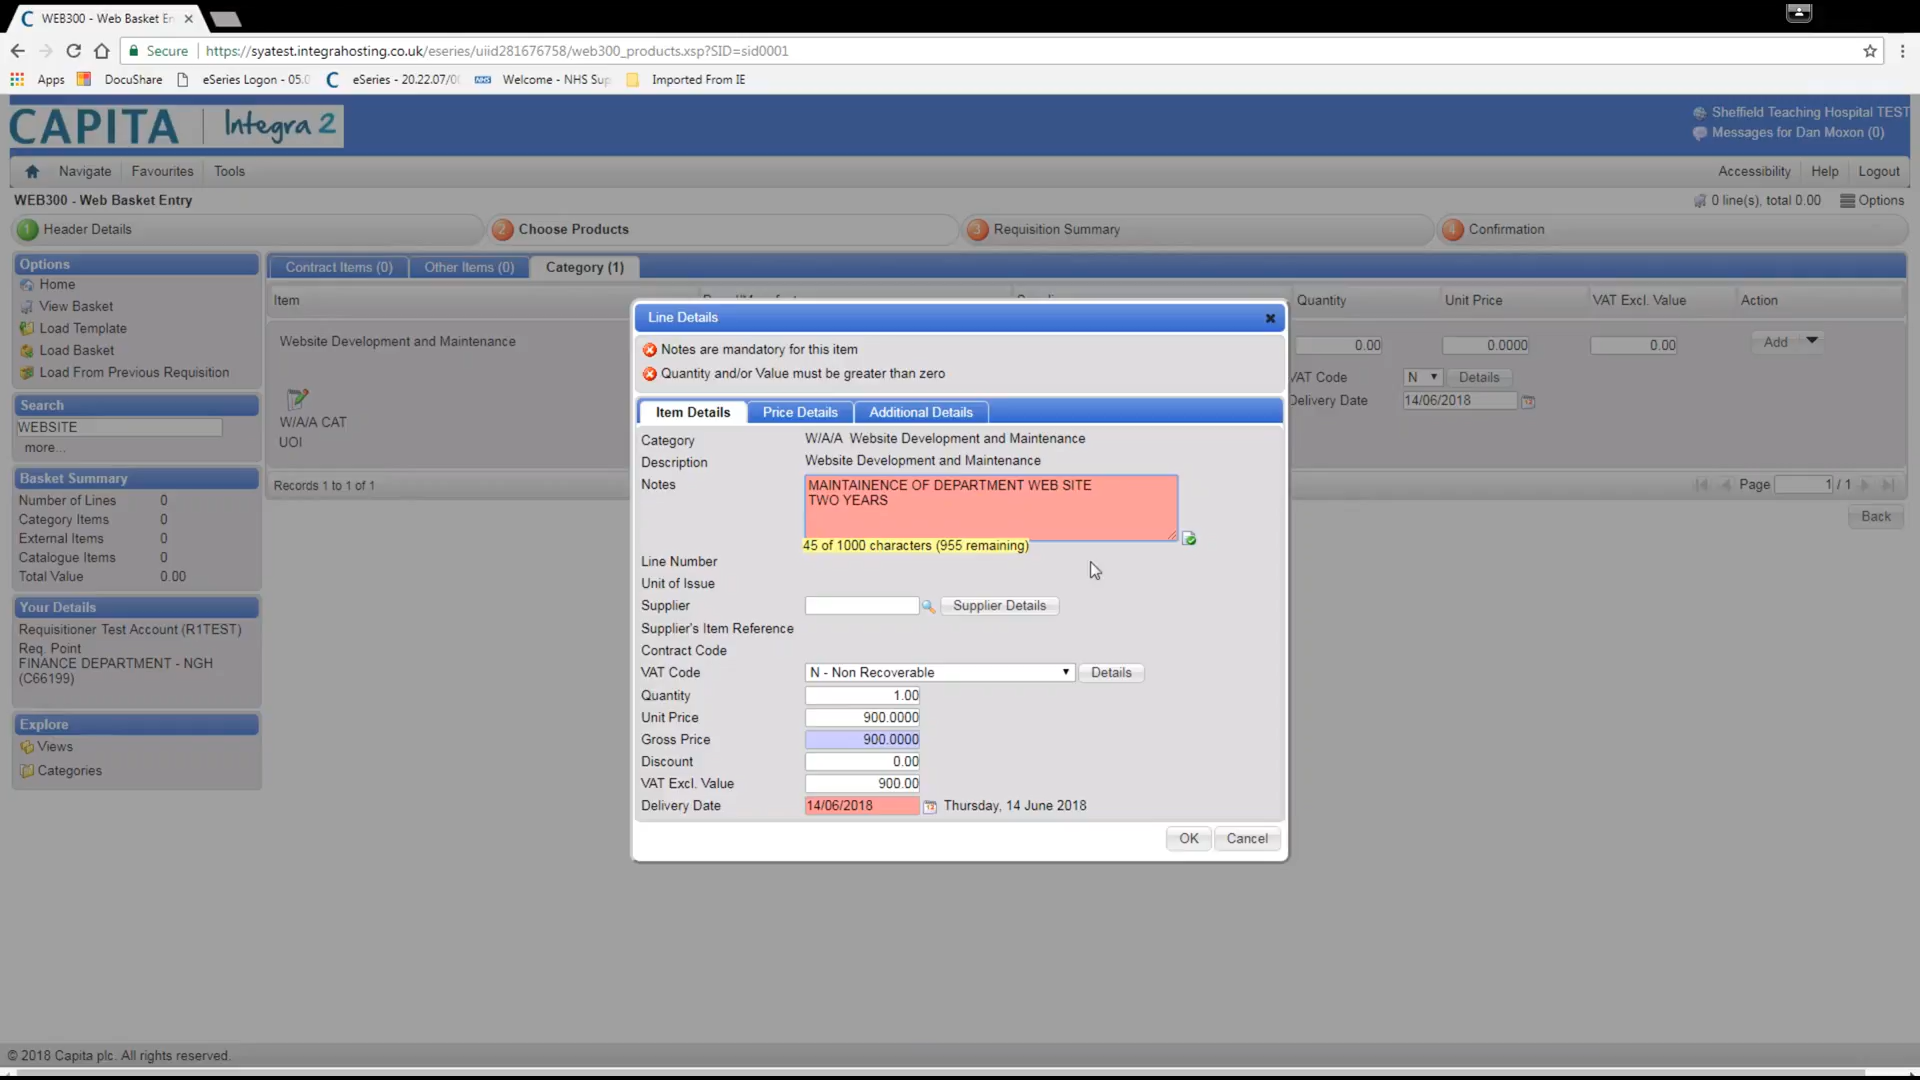 WEB300 - Web Basket En
Secure https://syatest.integrahosting.co.uk/eseries/uiid281676758/web300_products.xsp?SID=sid0001
Apps DocuShare eSeries Logon - 05.0 eSeries - 20.22.07/0 NHS Welcome - NHS Sup Imported From IE
CAPITA Integra 2
Sheffield Teaching Hospital TEST
Messages for Dan Moxon (0)
Navigate Favourites Tools Accessibility Help Logout
WEB300 - Web Basket Entry 0 line(s), total 0.00 Options
1 Header Details 2 Choose Products 3 Requisition Summary 4 Confirmation
Options
Home
View Basket
Load Template
Load Basket
Load From Previous Requisition
Search
WEBSITE
more...
Basket Summary
Number of Lines 0
Category Items 0
External Items 0
Catalogue Items 0
Total Value 0.00
Your Details
Requisitioner Test Account (R1TEST)
Req. Point
FINANCE DEPARTMENT - NGH
(C66199)
Explore
Views
Categories
Contract Items (0) Other Items (0) Category (1)
Item Quantity Unit Price VAT Excl. Value Action
Website Development and Maintenance 0.00 0.0000 0.00 Add
VAT Code N Details
Delivery Date 14/06/2018
W/A/A CAT
UOI
Records 1 to 1 of 1 Page 1 / 1
Back
Line Details
Notes are mandatory for this item
Quantity and/or Value must be greater than zero
Item Details Price Details Additional Details
Category W/A/A Website Development and Maintenance
Description Website Development and Maintenance
Notes MAINTAINENCE OF DEPARTMENT WEB SITE
TWO YEARS
45 of 1000 characters (955 remaining)
Line Number
Unit of Issue
Supplier Supplier Details
Supplier's Item Reference
Contract Code
VAT Code N - Non Recoverable Details
Quantity 1.00
Unit Price 900.0000
Gross Price 900.0000
Discount 0.00
VAT Excl. Value 900.00
Delivery Date 14/06/2018 Thursday, 14 June 2018
OK Cancel
© 2018 Capita plc. All rights reserved.